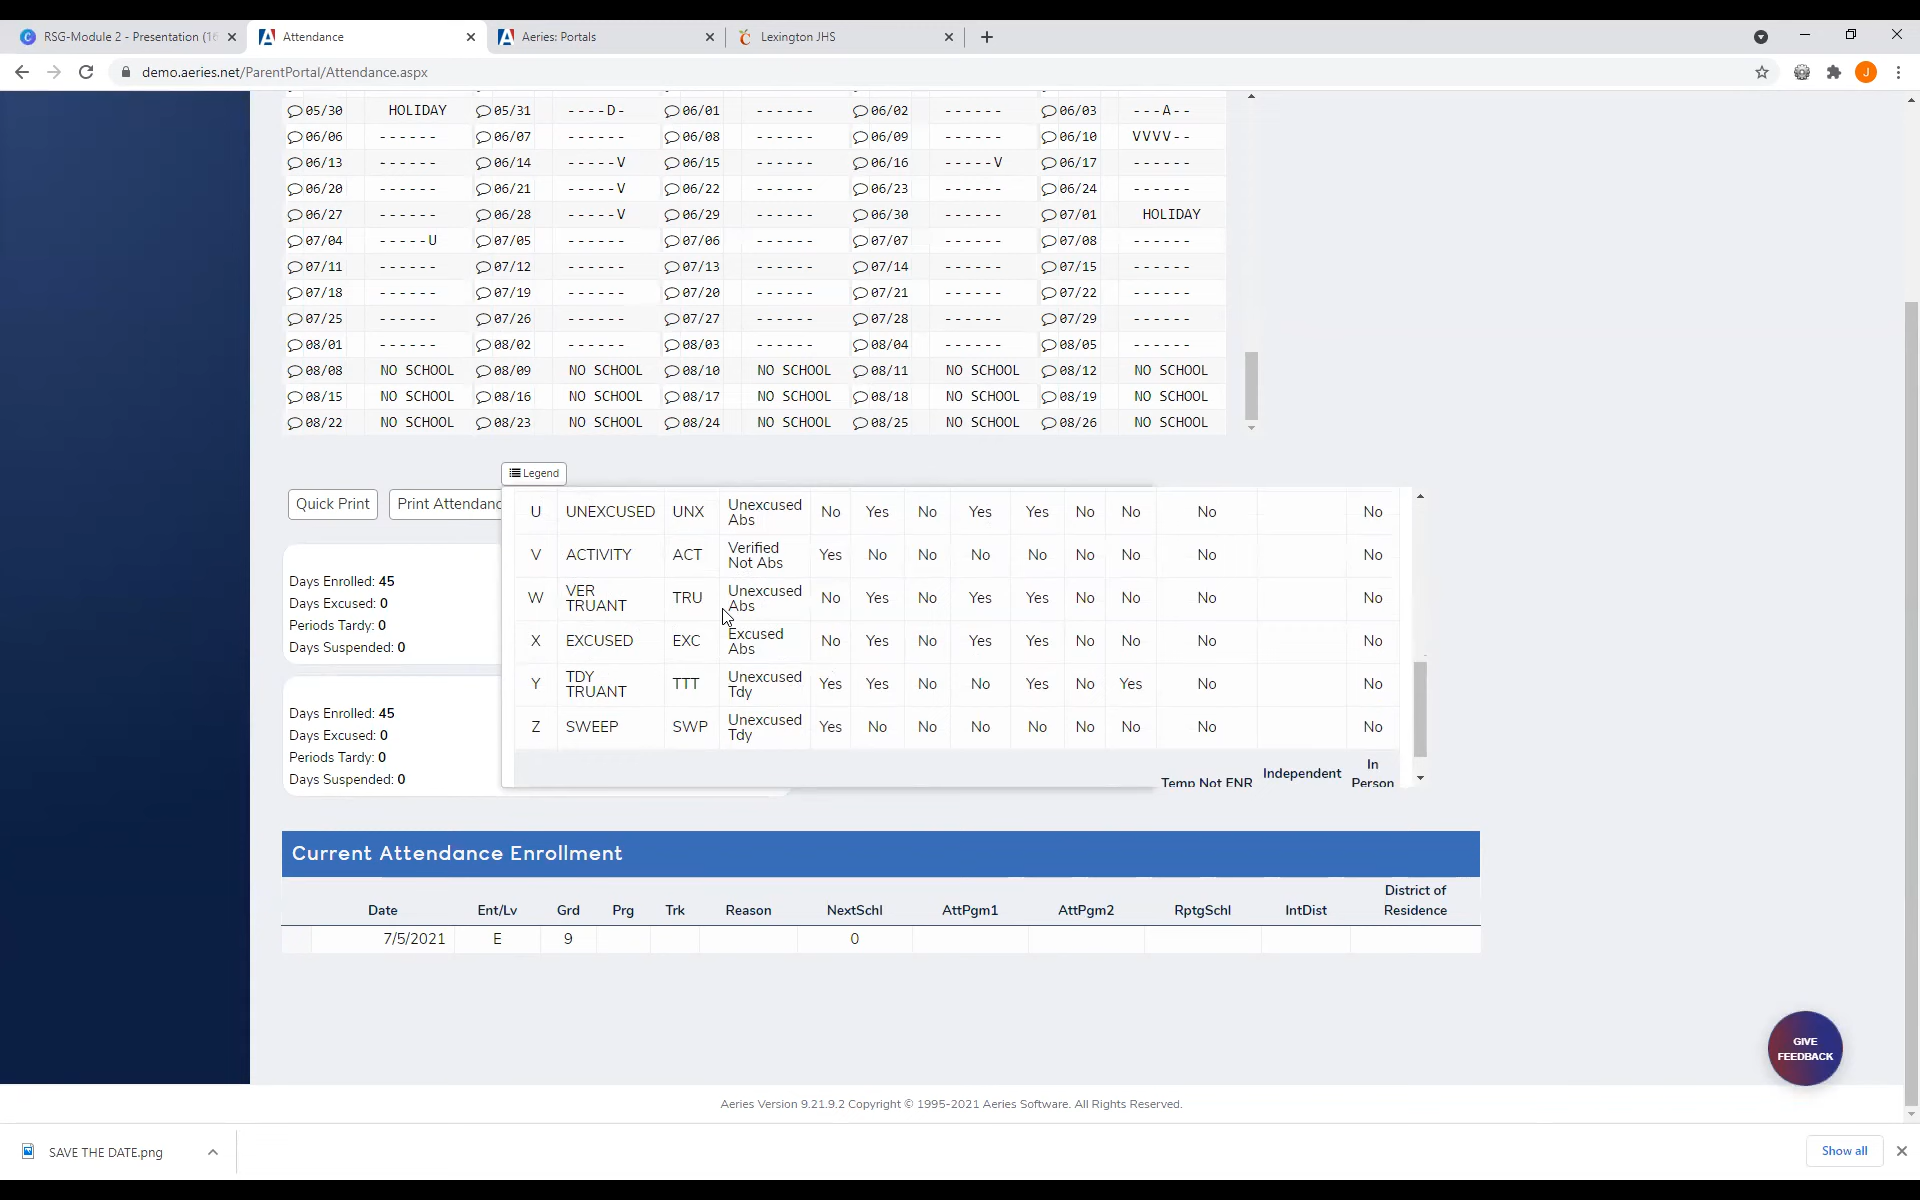 RSG-Module 2 - Presentation (16
Attendance
Aeries: Portals
Lexington JHS
demo.aeries.net/ParentPortal/Attendance.aspx
05/30 HOLIDAY 05/31 ----D- 06/01 ------ 06/02 ------ 06/03 ---A--
06/06 ------ 06/07 ------ 06/08 ------ 06/09 ------ 06/10 VVVV--
06/13 ------ 06/14 -----V 06/15 ------ 06/16 -----V 06/17 ------
06/20 ------ 06/21 -----V 06/22 ------ 06/23 ------ 06/24 ------
06/27 ------ 06/28 -----V 06/29 ------ 06/30 ------ 07/01 HOLIDAY
07/04 -----U 07/05 ------ 07/06 ------ 07/07 ------ 07/08 ------
07/11 ------ 07/12 ------ 07/13 ------ 07/14 ------ 07/15 ------
07/18 ------ 07/19 ------ 07/20 ------ 07/21 ------ 07/22 ------
07/25 ------ 07/26 ------ 07/27 ------ 07/28 ------ 07/29 ------
08/01 ------ 08/02 ------ 08/03 ------ 08/04 ------ 08/05 ------
08/08 NO SCHOOL 08/09 NO SCHOOL 08/10 NO SCHOOL 08/11 NO SCHOOL 08/12 NO SCHOOL
08/15 NO SCHOOL 08/16 NO SCHOOL 08/17 NO SCHOOL 08/18 NO SCHOOL 08/19 NO SCHOOL
08/22 NO SCHOOL 08/23 NO SCHOOL 08/24 NO SCHOOL 08/25 NO SCHOOL 08/26 NO SCHOOL
Legend
Quick Print Print Attendanc
U UNEXCUSED UNX Unexcused Abs No Yes No Yes Yes No No No No
V ACTIVITY ACT Verified Not Abs Yes No No No No No No No No
W VER TRUANT TRU Unexcused Abs No Yes No Yes Yes No No No No
X EXCUSED EXC Excused Abs No Yes No Yes Yes No No No No
Y TDY TRUANT TTT Unexcused Tdy Yes Yes No No Yes No Yes No No
Z SWEEP SWP Unexcused Tdy Yes No No No No No No No No
Temp Not ENR Independent In Person
Days Enrolled: 45
Days Excused: 0
Periods Tardy: 0
Days Suspended: 0
Days Enrolled: 45
Days Excused: 0
Periods Tardy: 0
Days Suspended: 0
Current Attendance Enrollment
Date Ent/Lv Grd Prg Trk Reason NextSchl AttPgm1 AttPgm2 RptgSchl IntDist District of Residence
7/5/2021 E 9 0
GIVE
FEEDBACK
Aeries Version 9.21.9.2 Copyright © 1995-2021 Aeries Software. All Rights Reserved.
SAVE THE DATE.png
Show all
J